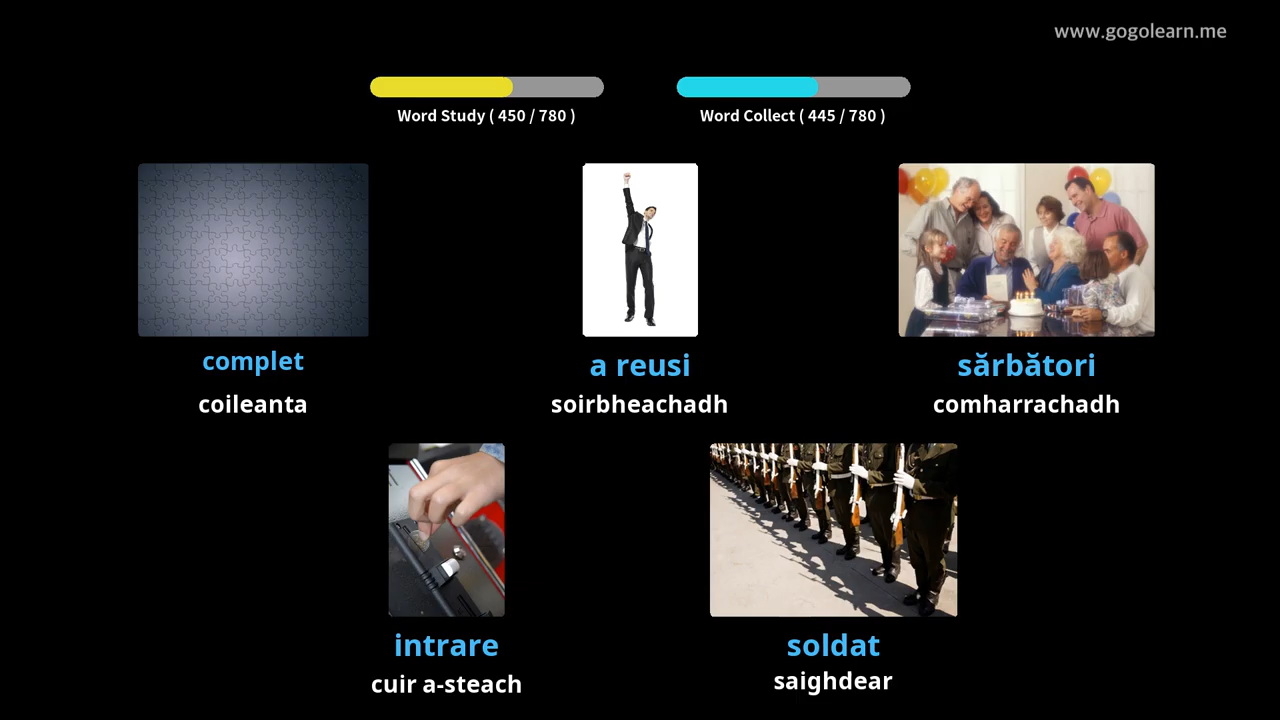 www.gogolearn.me
Word Study ( 450 / 780 )
Word Collect ( 445 / 780 )
complet
coileanta
a reusi
soirbheachadh
sărbători
comharrachadh
intrare
cuir a-steach
soldat
saighdear